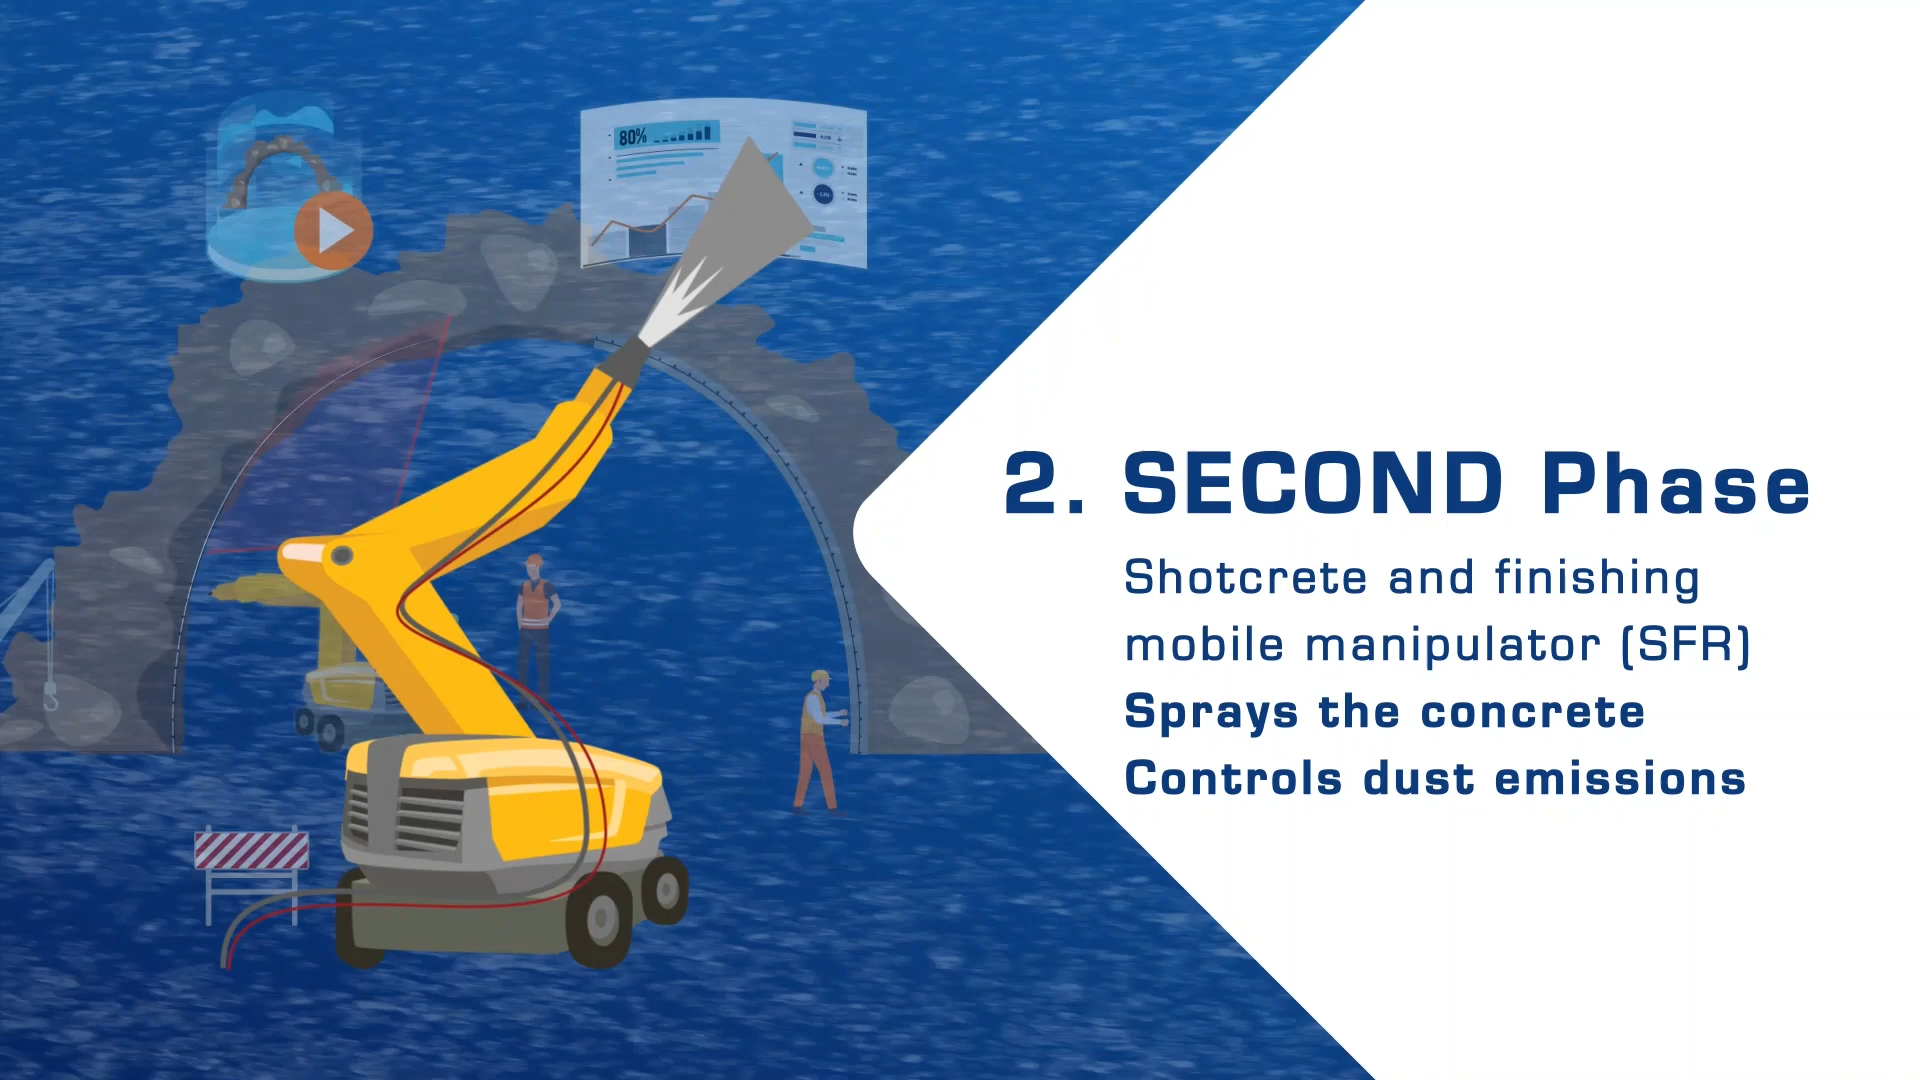 80%
2. SECOND Phase
Shotcrete and finishing
mobile manipulator (SFR)
Sprays the concrete
Controls dust emissions